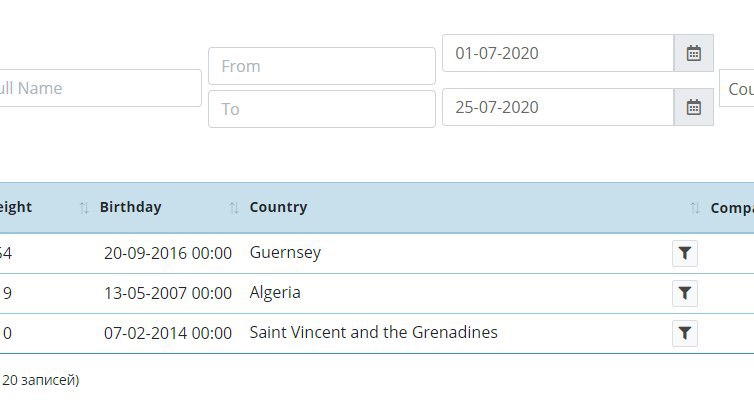 ull Name
From
To
01-07-2020
25-07-2020
Cou
eight Birthday Country Compa
54 20-09-2016 00:00 Guernsey
9 13-05-2007 00:00 Algeria
0 07-02-2014 00:00 Saint Vincent and the Grenadines
20 записей)